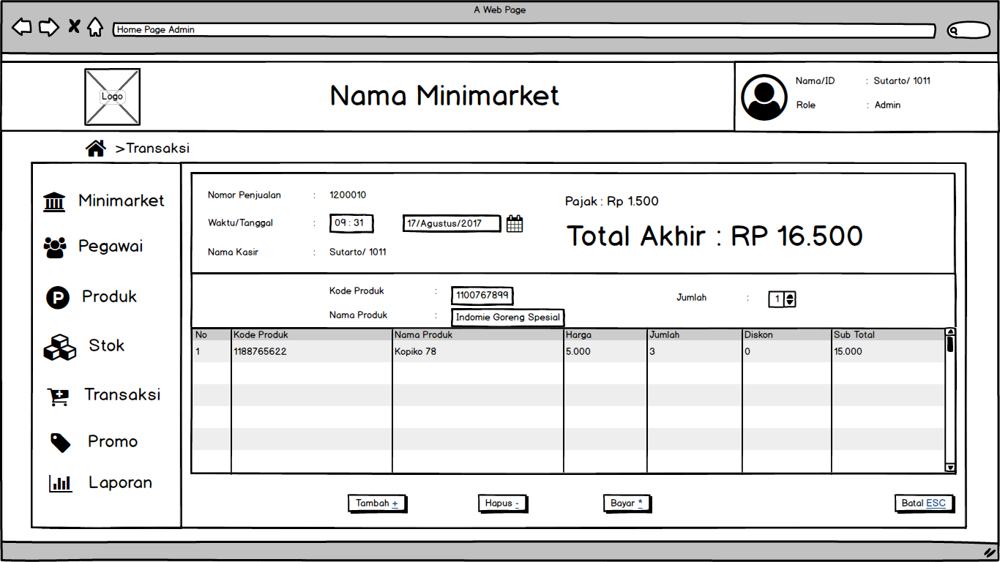 A Web Page
Home Page Admin
Logo
Nama Minimarket
Nama/ID : Sutarto/ 1011
Role : Admin
>Transaksi
Minimarket
Pegawai
Produk
Stok
Transaksi
Promo
Laporan
Nomor Penjualan : 1200010
Waktu/Tanggal : 09 : 31 17/Agustus/2017
Nama Kasir : Sutarto/ 1011
Pajak : Rp 1.500
Total Akhir : RP 16.500
Kode Produk : 1100767899
Nama Produk : Indomie Goreng Spesial
Jumlah : 1
No Kode Produk Nama Produk Harga Jumlah Diskon Sub Total
1 1188765622 Kopiko 78 5.000 3 0 15.000
Tambah + Hapus - Bayar * Batal ESC